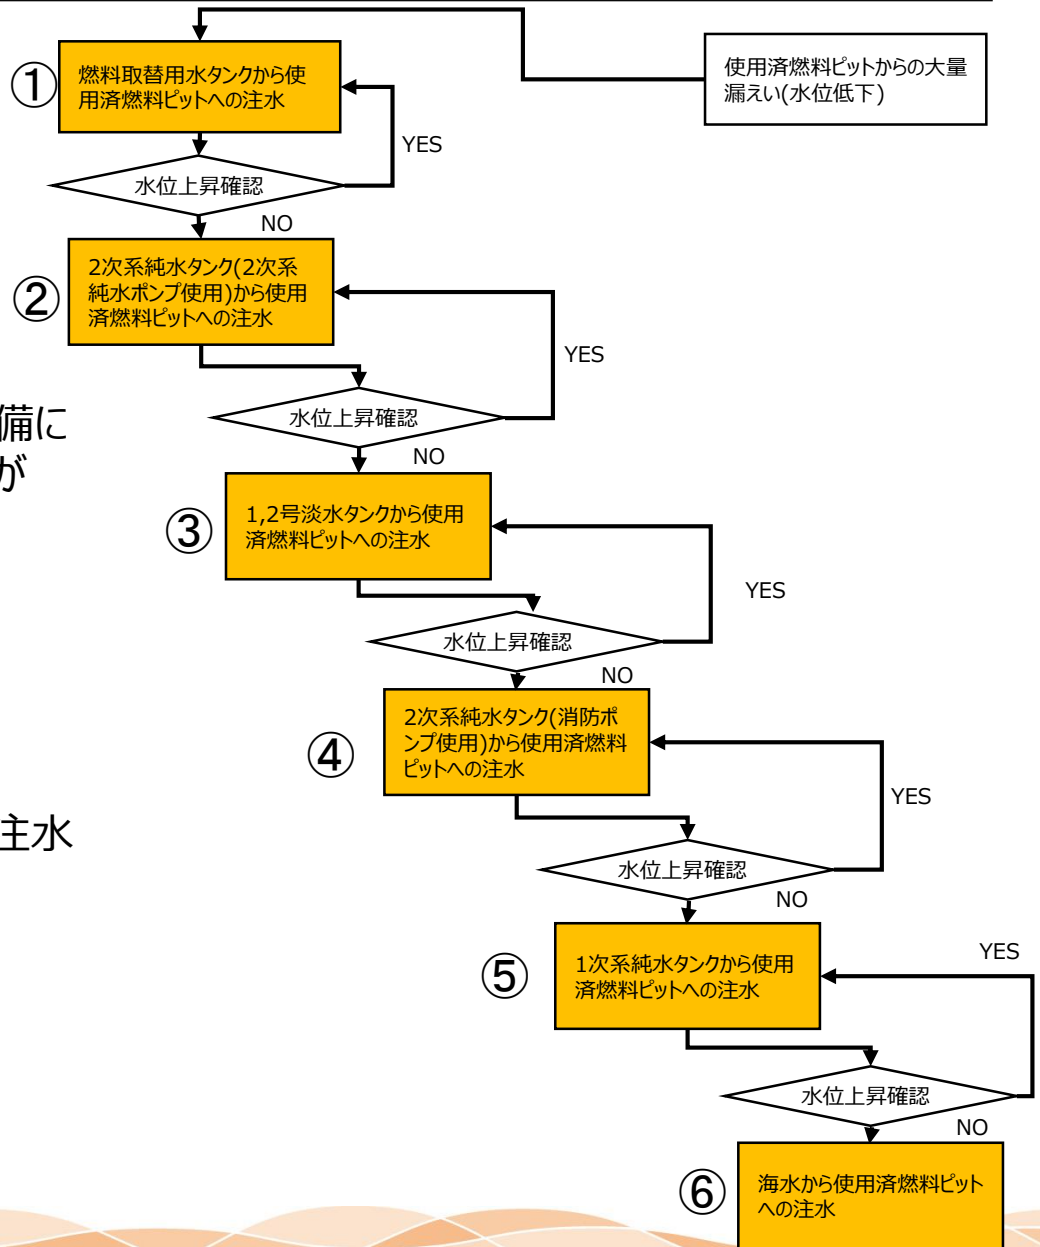 使用済燃料ピットからの大量
漏えい(水位低下)
①
燃料取替用水タンクから使
用済燃料ピットへの注水
YES
水位上昇確認
NO
②
2次系純水タンク(2次系
純水ポンプ使用)から使用
済燃料ピットへの注水
YES
水位上昇確認
NO
備に
が
③
1,2号淡水タンクから使用
済燃料ピットへの注水
YES
水位上昇確認
NO
④
2次系純水タンク(消防ポ
ンプ使用)から使用済燃料
ピットへの注水
YES
注水
水位上昇確認
NO
⑤
1次系純水タンクから使用
済燃料ピットへの注水
YES
水位上昇確認
NO
⑥
海水から使用済燃料ピット
への注水